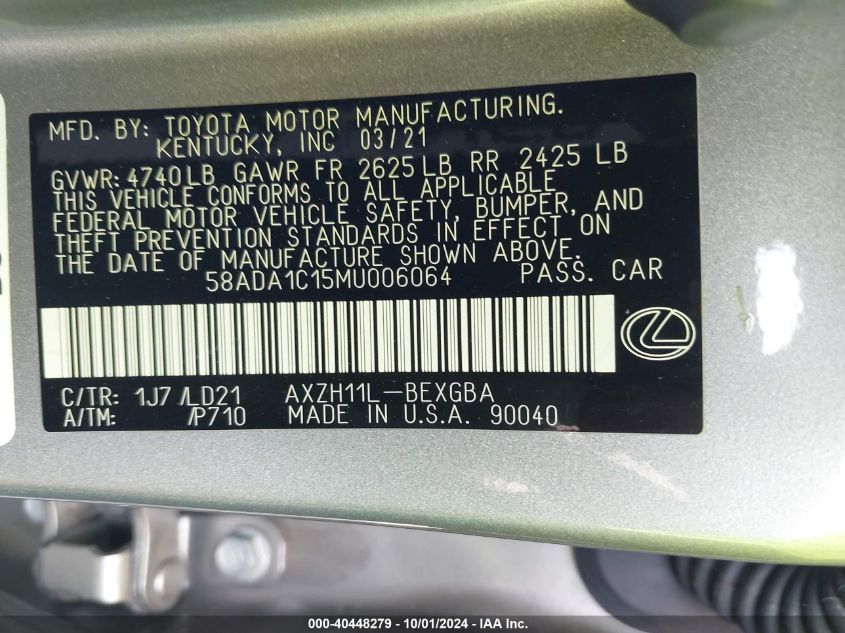 MFD. BY: TOYOTA MOTOR MANUFACTURING.
KENTUCKY, INC 03/21
GVWR: 4740LB GAWR FR 2625LB RR 2425 LB
THIS VEHICLE CONFORMS TO ALL APPLICABLE
FEDERAL MOTOR VEHICLE SAFETY, BUMPER, AND
THEFT PREVENTION STANDARDS IN EFFECT ON
THE DATE OF MANUFACTURE SHOWN ABOVE.
58ADA1C15MU006064 PASS. CAR
C/TR: 1J7 /LD21 AXZH11L-BEXGBA
A/TM: /P710 MADE IN U.S.A. 90040
000-40448279 - 10/01/2024 - IAA Inc.